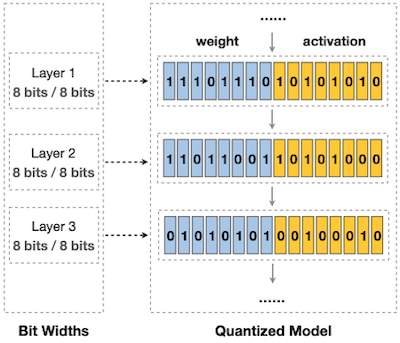 ......
weight activation
Layer 1
8 bits / 8 bits
1 1 1 0 1 1 1 0 1 0 1 0 1 0 1 0
Layer 2
8 bits / 8 bits
1 1 0 1 1 0 0 1 1 0 1 0 1 0 0 0
Layer 3
8 bits / 8 bits
0 1 0 1 0 1 0 1 0 0 1 0 0 0 1 0
......
Bit Widths Quantized Model